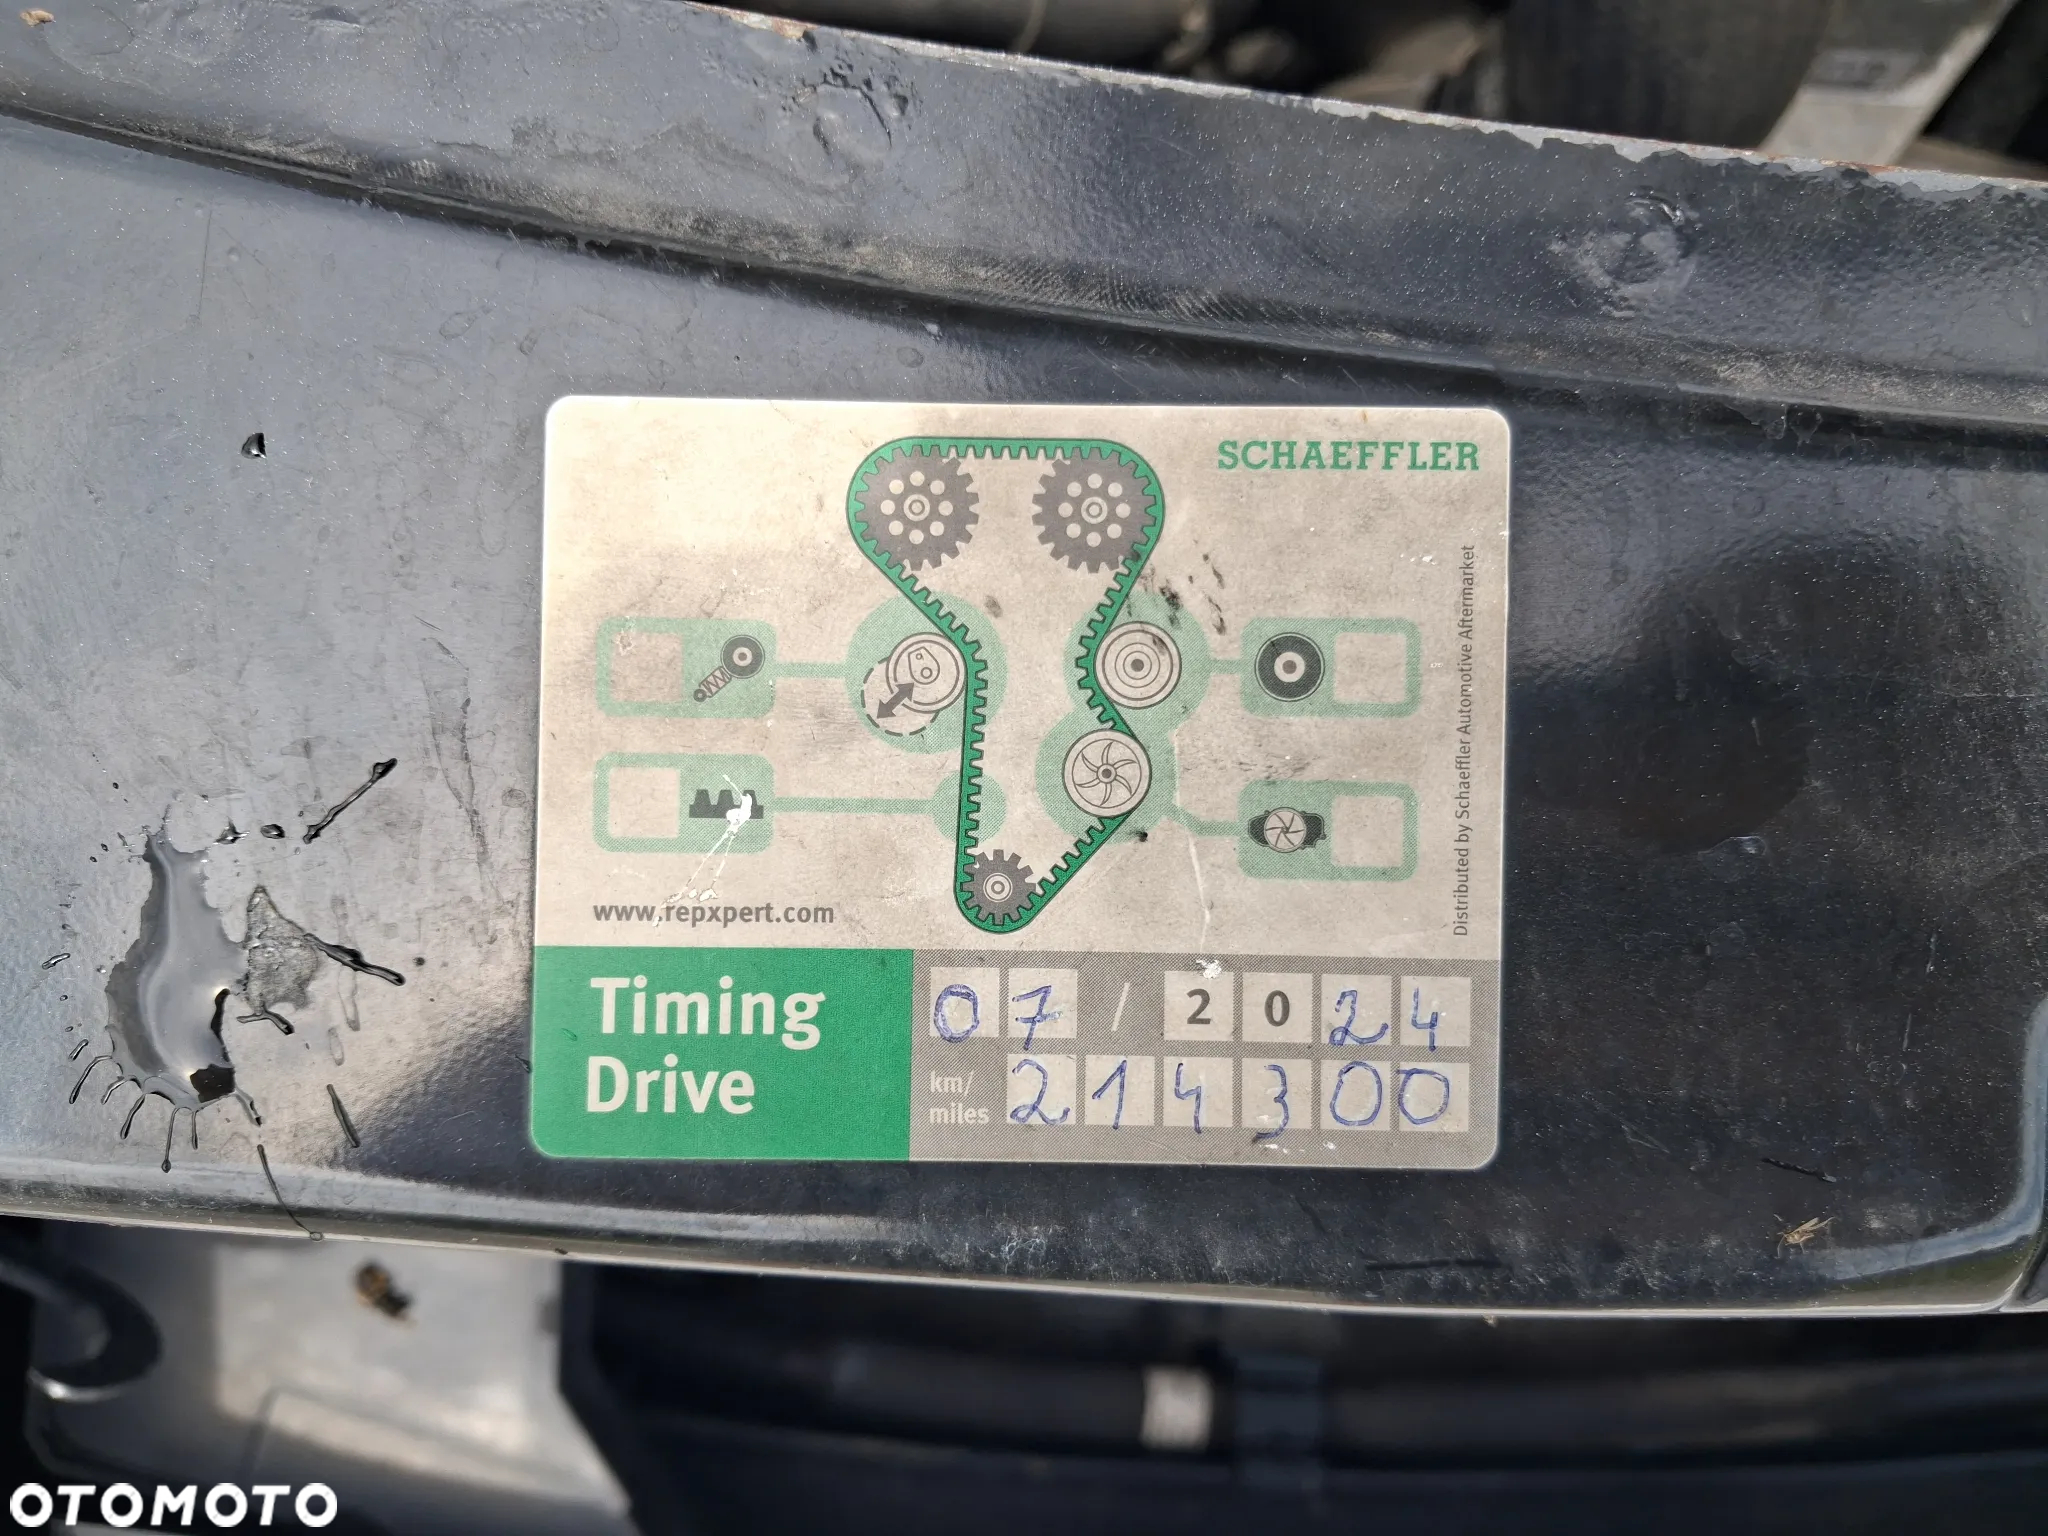 SCHAEFFLER
Distributed by Schaeffler Automotive Aftermarket
www.repxpert.com
Timing
Drive
07 / 2024
km/
miles
214300
OTOMOTO